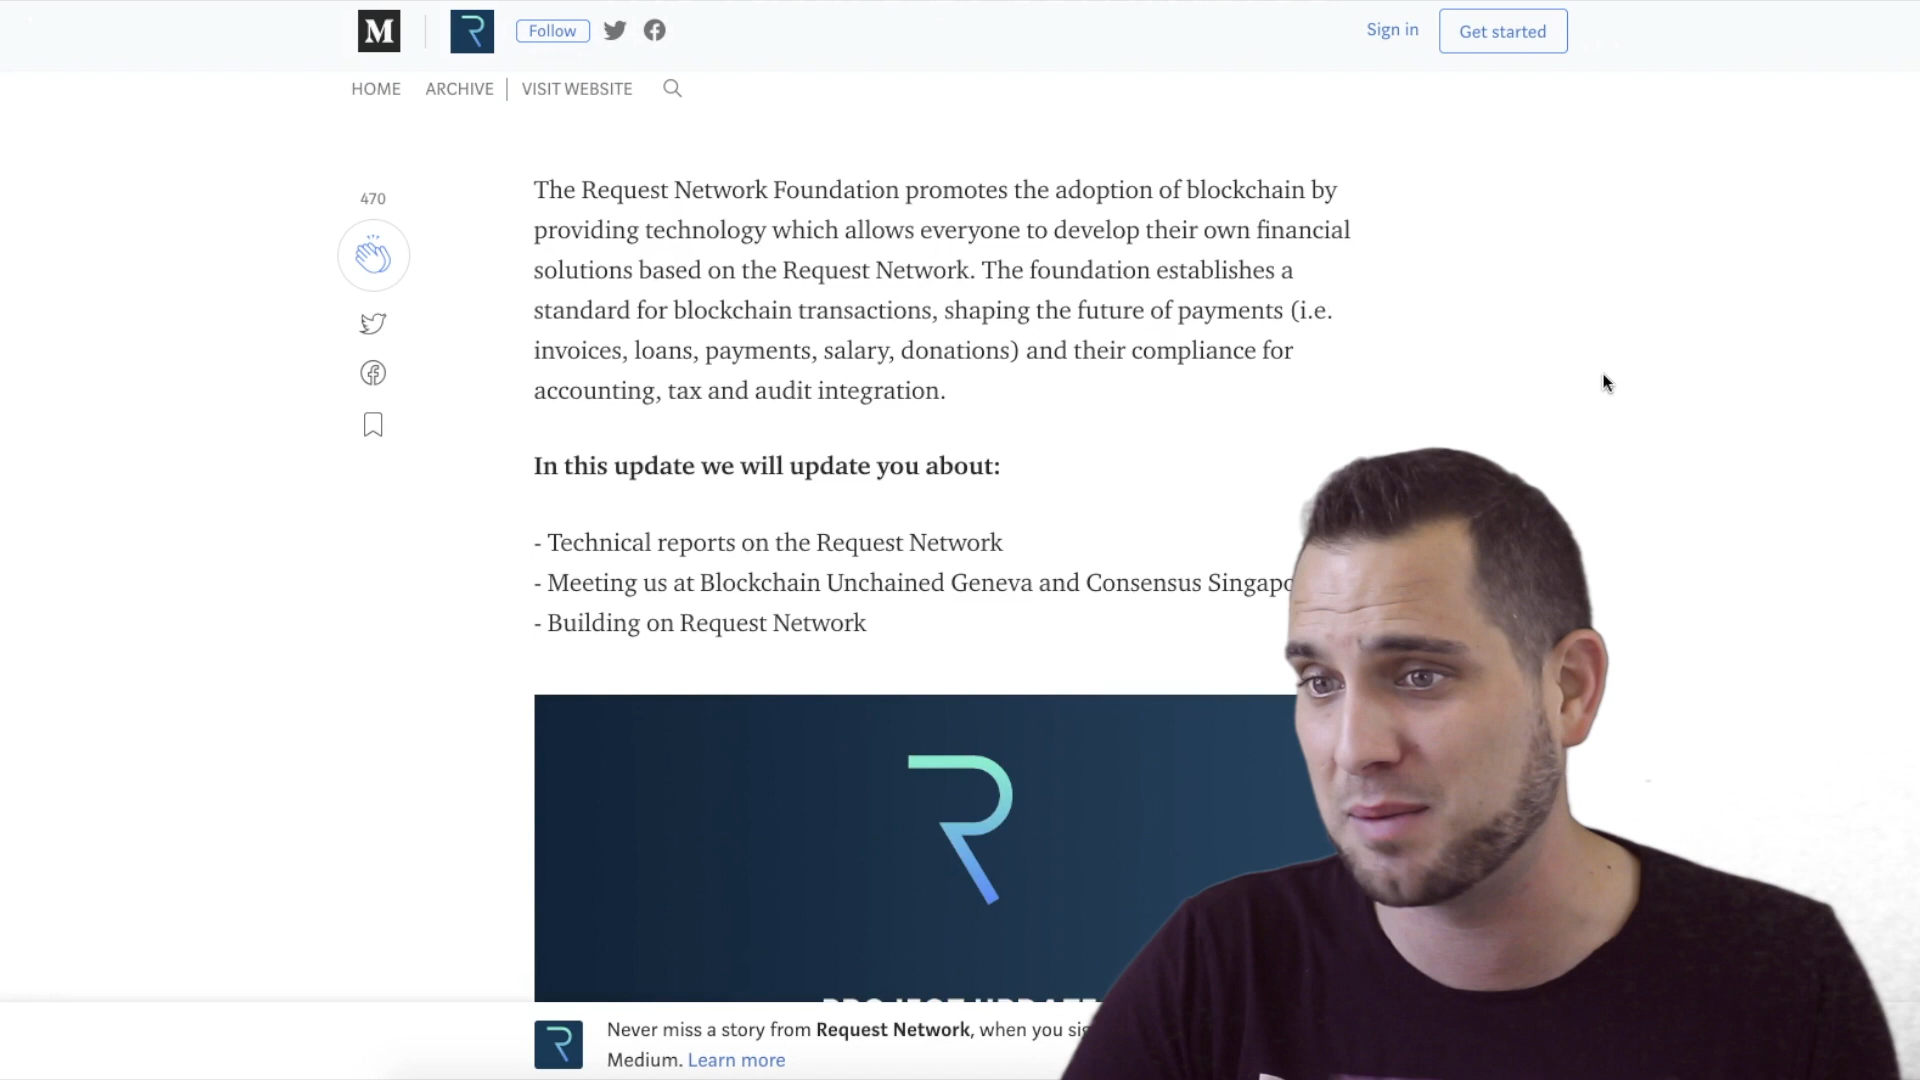 M
Follow
Sign in
Get started
HOME ARCHIVE VISIT WEBSITE
470
The Request Network Foundation promotes the adoption of blockchain by
providing technology which allows everyone to develop their own financial
solutions based on the Request Network. The foundation establishes a
standard for blockchain transactions, shaping the future of payments (i.e.
invoices, loans, payments, salary, donations) and their compliance for
accounting, tax and audit integration.
In this update we will update you about:
- Technical reports on the Request Network
- Meeting us at Blockchain Unchained Geneva and Consensus
- Building on Request Network
PROJECT UPDATE
Never miss a story from Request Network, when you
Medium. Learn more